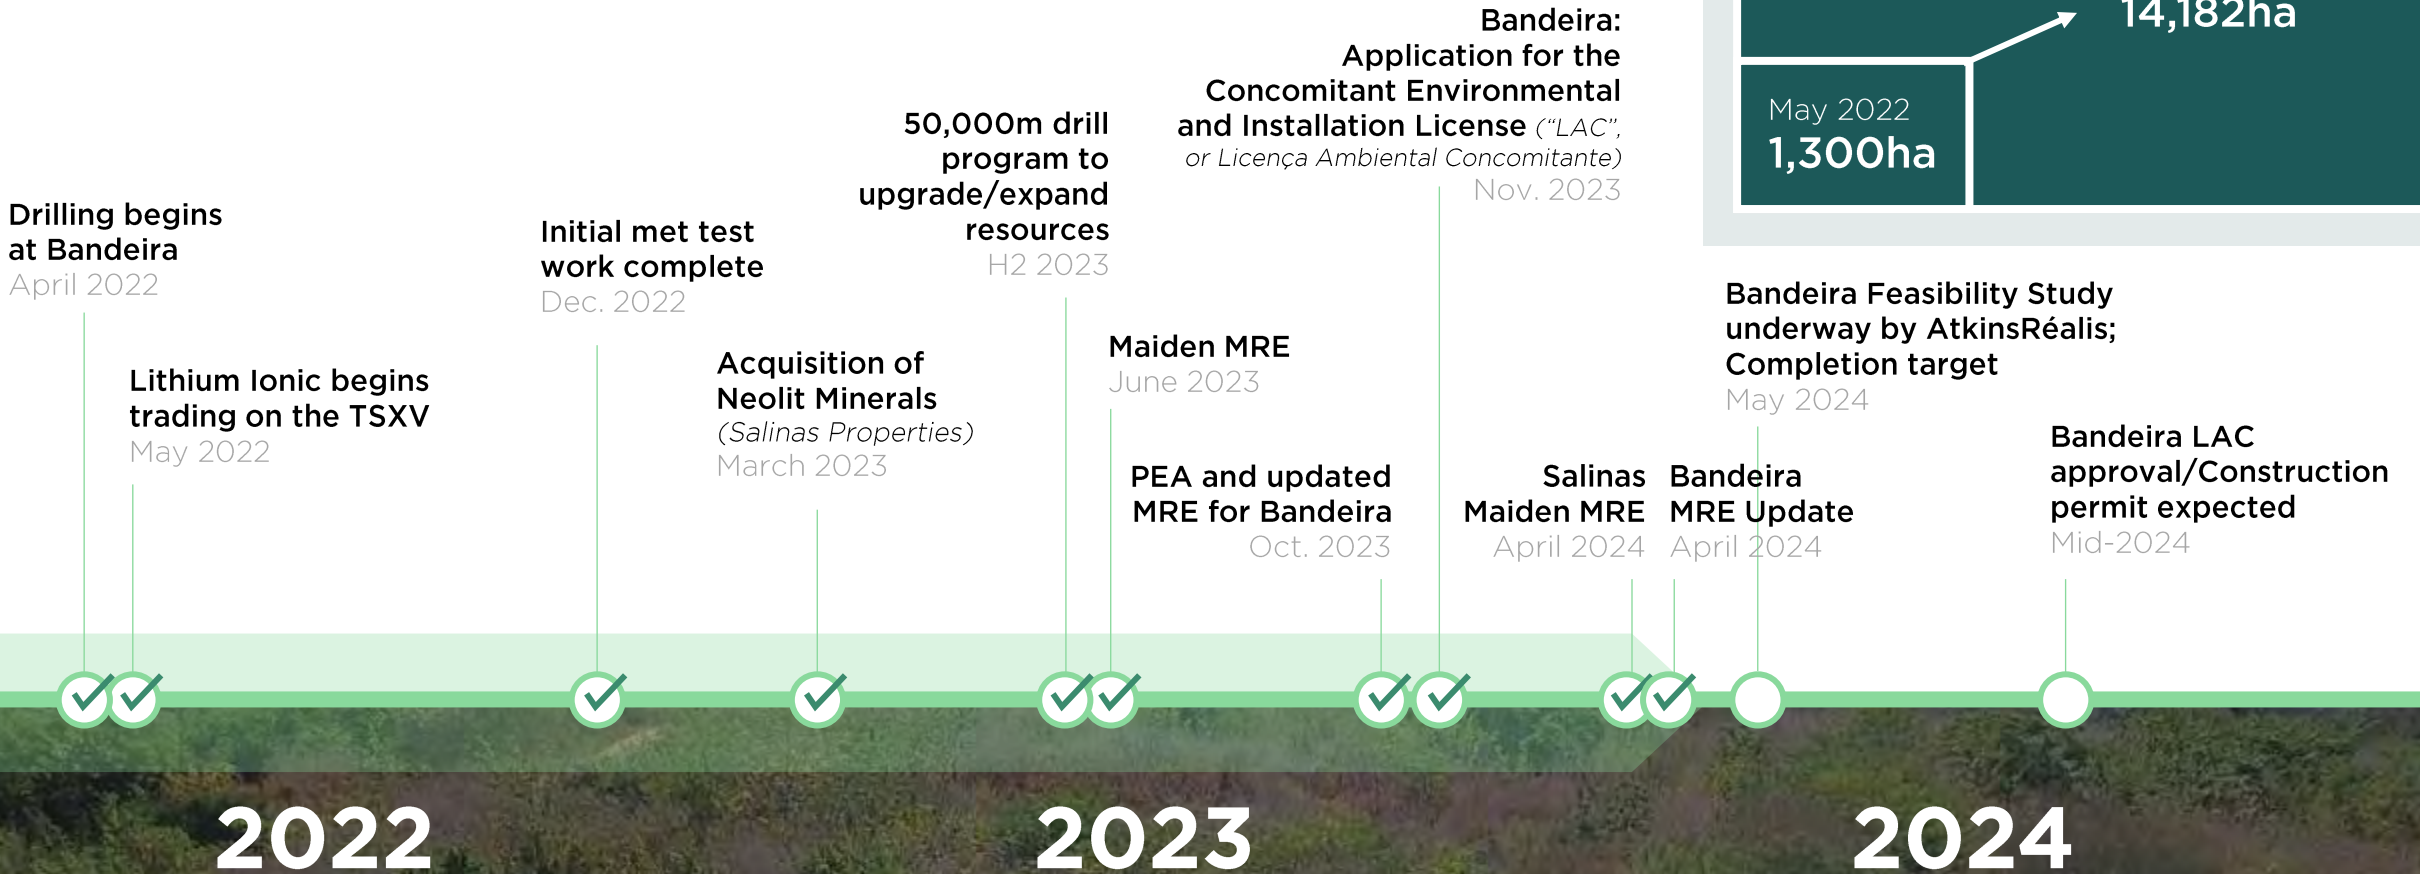 Drilling begins
at Bandeira
April 2022
Lithium Ionic begins
trading on the TSXV
May 2022
Initial met test
work complete
Dec. 2022
Acquisition of
Neolit Minerals
(Salinas Properties)
March 2023
50,000m drill
program to
upgrade/expand
resources
H2 2023
Maiden MRE
June 2023
PEA and updated
MRE for Bandeira
Oct. 2023
Bandeira:
Application for the
Concomitant Environmental
and Installation License (“LAC”,
or Licença Ambiental Concomitante)
Nov. 2023
Salinas
Maiden MRE
April 2024
Bandeira
MRE Update
April 2024
Bandeira Feasibility Study
underway by AtkinsRéalis;
Completion target
May 2024
Bandeira LAC
approval/Construction
permit expected
Mid-2024
14,182ha
May 2022
1,300ha
2022
2023
2024